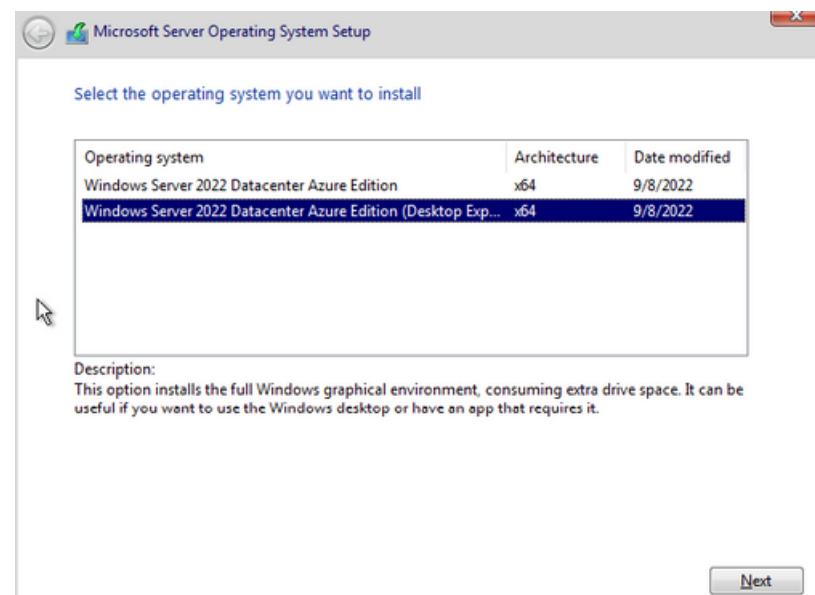 Microsoft Server Operating System Setup
Select the operating system you want to install
Operating system Architecture Date modified
Windows Server 2022 Datacenter Azure Edition x64 9/8/2022
Windows Server 2022 Datacenter Azure Edition (Desktop Exp... x64 9/8/2022
Description:
This option installs the full Windows graphical environment, consuming extra drive space. It can be
useful if you want to use the Windows desktop or have an app that requires it.
Next